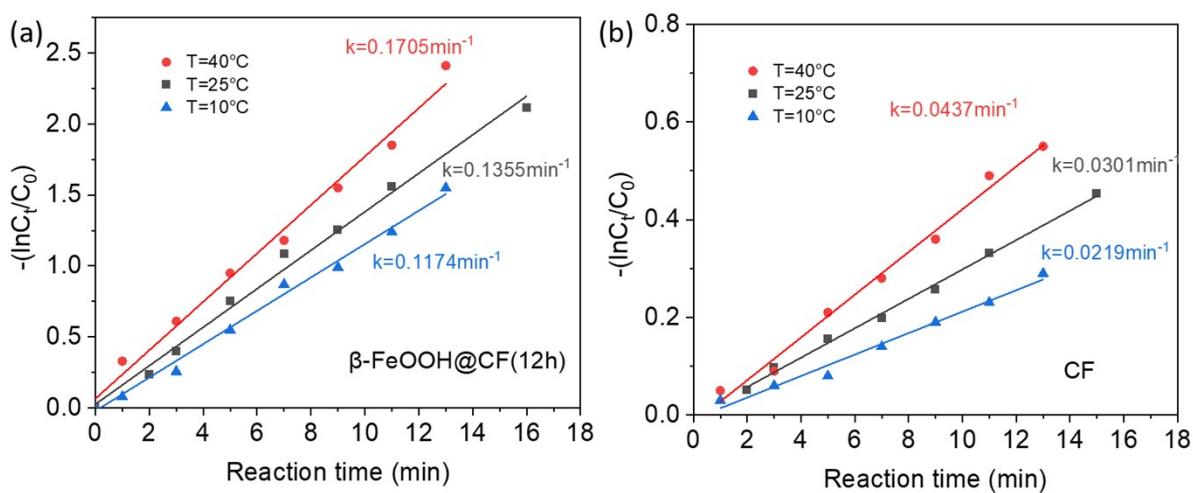 (a)
-(lnCt/C0)
2.5
2.0
1.5
1.0
0.5
0.0
T=40°C
T=25°C
T=10°C
k=0.1705min-1
k=0.1355min-1
k=0.1174min-1
β-FeOOH@CF(12h)
0 2 4 6 8 10 12 14 16 18
Reaction time (min)
(b)
-(lnCt/C0)
0.8
0.6
0.4
0.2
0.0
T=40°C
T=25°C
T=10°C
k=0.0437min-1
k=0.0301min-1
k=0.0219min-1
CF
0 2 4 6 8 10 12 14 16 18
Reaction time (min)